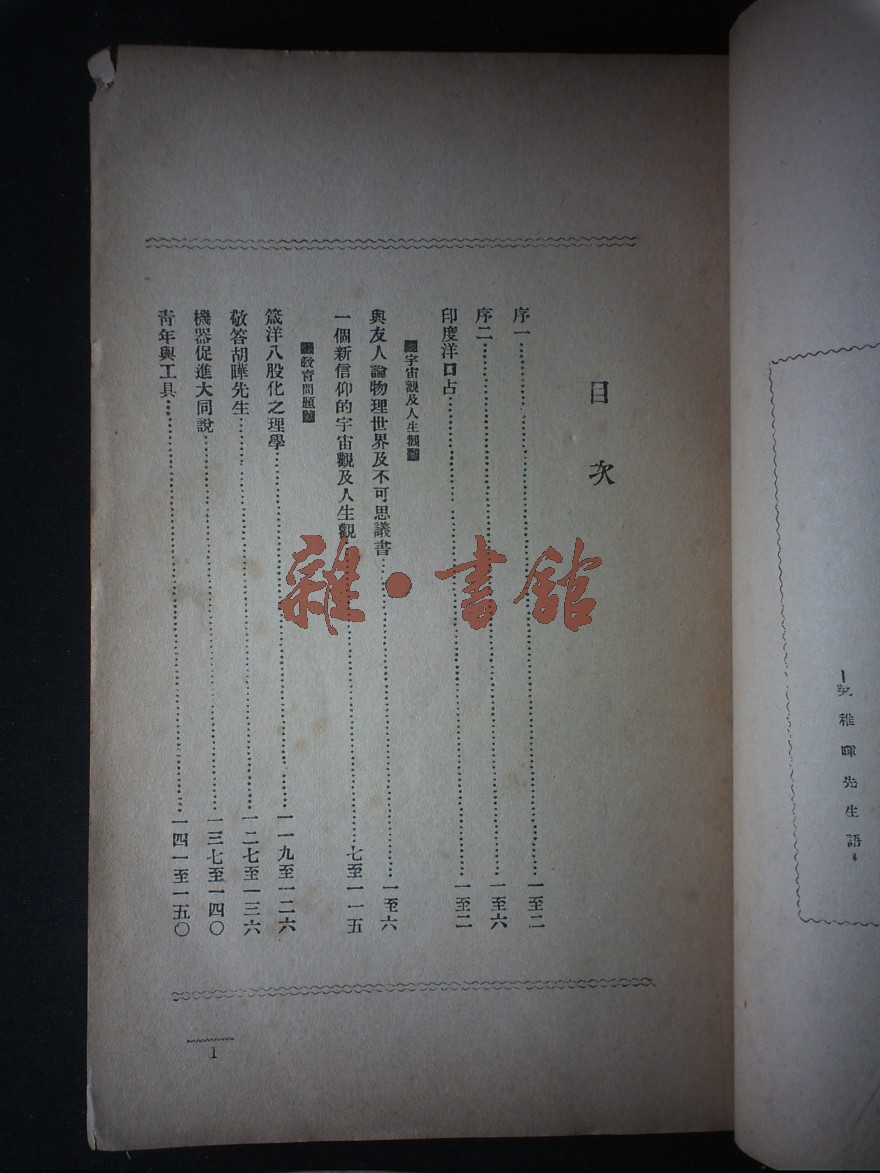 目次
序一 一至二
序二 一至六
印度洋口占 一至二
宇宙觀及人生觀
與友人論物理世界及不可思議書 一至六
一個新信仰的宇宙觀及人生觀 七至一一五
教育問題
箴洋八股化之理學 一一九至一二六
敬答胡曄先生 一二七至一三六
機器促進大同說 一三七至一四〇
青年與工具 一四一至一五〇
1
雜·書館
稚暉先生語